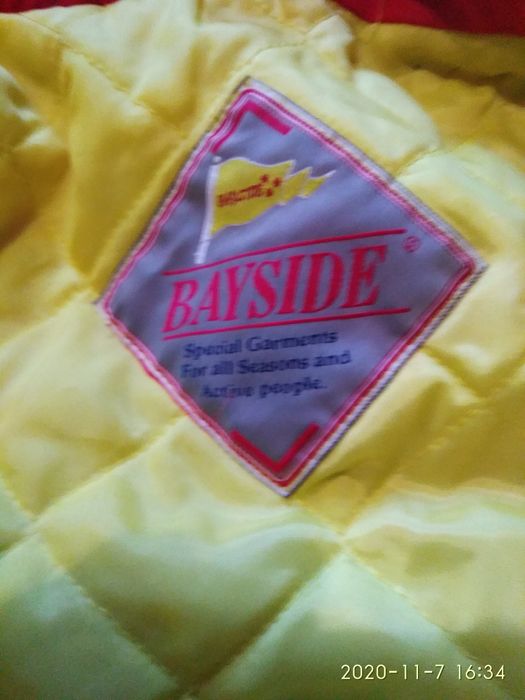 BAYSIDE ®
Special Garments
For all Seasons and
Active people.
2020-11-7 16:34